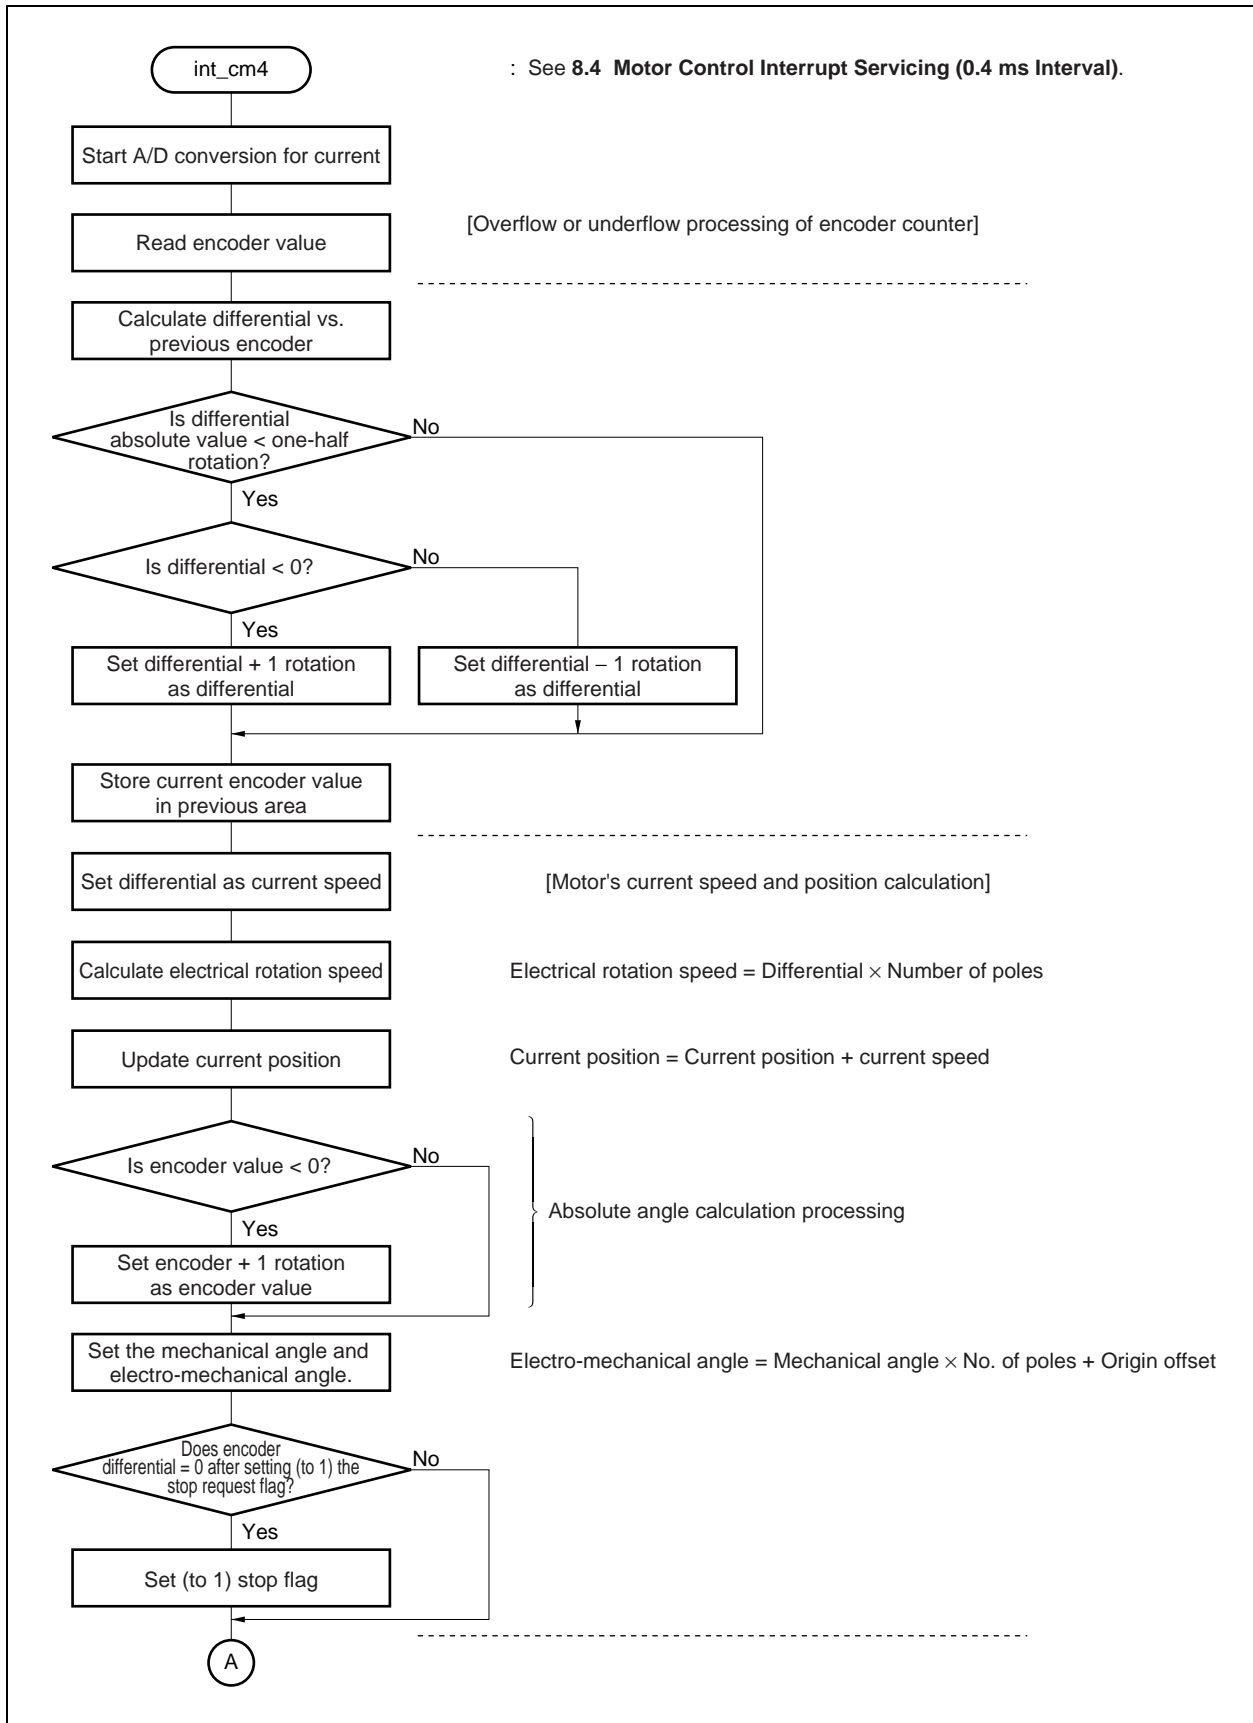 int_cm4
: See 8.4 Motor Control Interrupt Servicing (0.4 ms Interval).
Start A/D conversion for current
Read encoder value
[Overflow or underflow processing of encoder counter]
Calculate differential vs.
previous encoder
Is differential
absolute value < one-half
rotation?
No
Yes
Is differential < 0?
No
Yes
Set differential + 1 rotation
as differential
Set differential – 1 rotation
as differential
Store current encoder value
in previous area
Set differential as current speed
[Motor's current speed and position calculation]
Calculate electrical rotation speed
Electrical rotation speed = Differential × Number of poles
Update current position
Current position = Current position + current speed
Is encoder value < 0?
No
Yes
Absolute angle calculation processing
Set encoder + 1 rotation
as encoder value
Set the mechanical angle and
electro-mechanical angle.
Electro-mechanical angle = Mechanical angle × No. of poles + Origin offset
Does encoder
differential = 0 after setting (to 1) the
stop request flag?
No
Yes
Set (to 1) stop flag
A